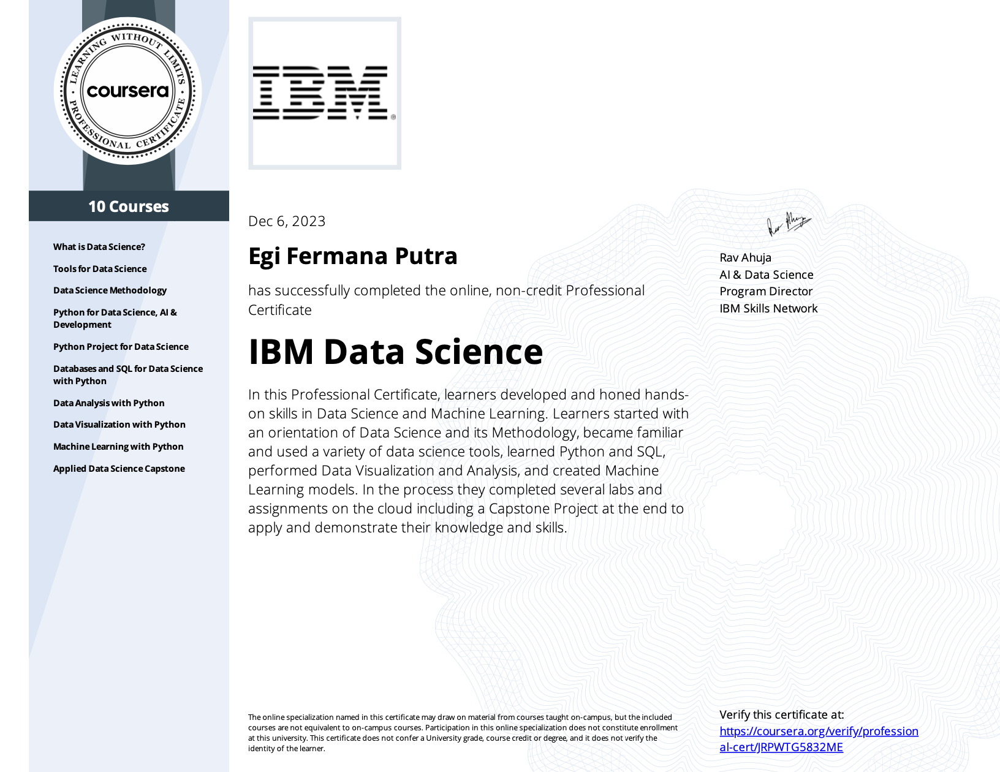 LEARNING WITHOUT LIMITS
coursera
PROFESSIONAL CERTIFICATE
10 Courses
What is Data Science?
Tools for Data Science
Data Science Methodology
Python for Data Science, AI &
Development
Python Project for Data Science
Databases and SQL for Data Science
with Python
Data Analysis with Python
Data Visualization with Python
Machine Learning with Python
Applied Data Science Capstone
IBM®
Dec 6, 2023
Egi Fermana Putra
has successfully completed the online, non-credit Professional
Certificate
IBM Data Science
In this Professional Certificate, learners developed and honed hands-
on skills in Data Science and Machine Learning. Learners started with
an orientation of Data Science and its Methodology, became familiar
and used a variety of data science tools, learned Python and SQL,
performed Data Visualization and Analysis, and created Machine
Learning models. In the process they completed several labs and
assignments on the cloud including a Capstone Project at the end to
apply and demonstrate their knowledge and skills.
Rav Ahuja
Rav Ahuja
AI & Data Science
Program Director
IBM Skills Network
The online specialization named in this certificate may draw on material from courses taught on-campus, but the included
courses are not equivalent to on-campus courses. Participation in this online specialization does not constitute enrollment
at this university. This certificate does not confer a University grade, course credit or degree, and it does not verify the
identity of the learner.
Verify this certificate at:
https://coursera.org/verify/profession
al-cert/JRPWTG5832ME